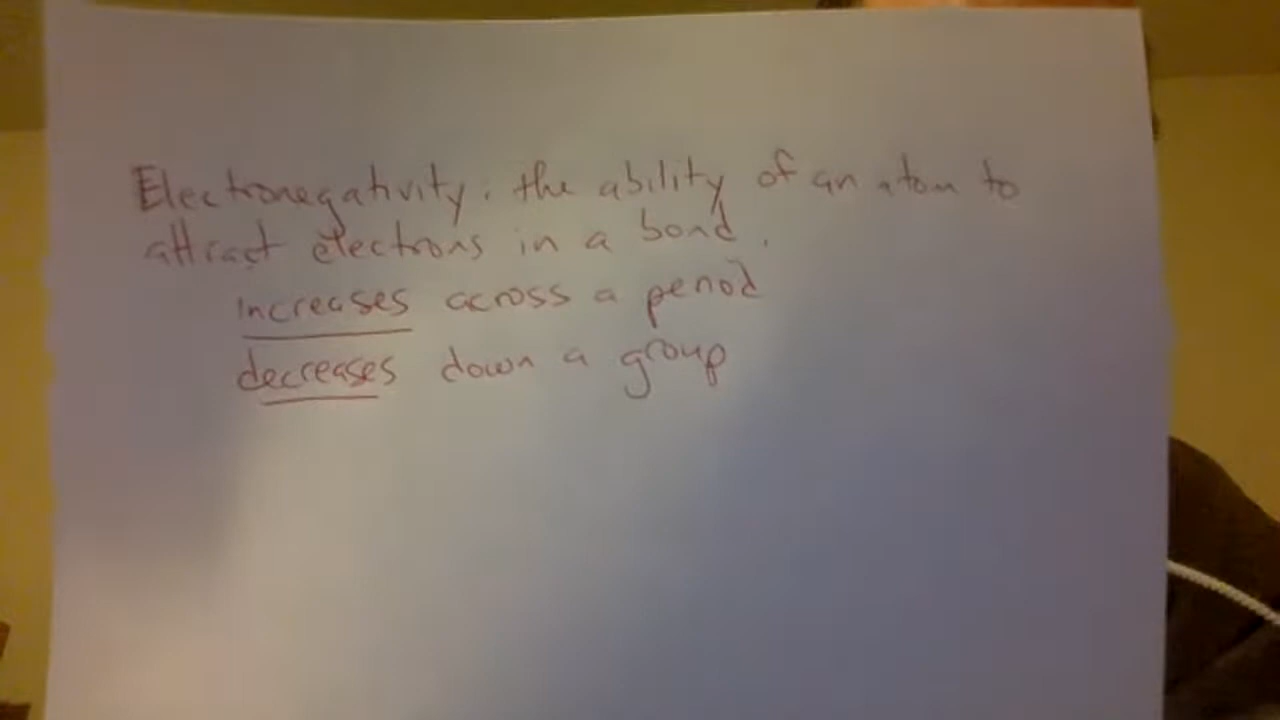 Electronegativity. the ability of an atom to
attract electrons in a bond.
increases across a period
decreases down a group